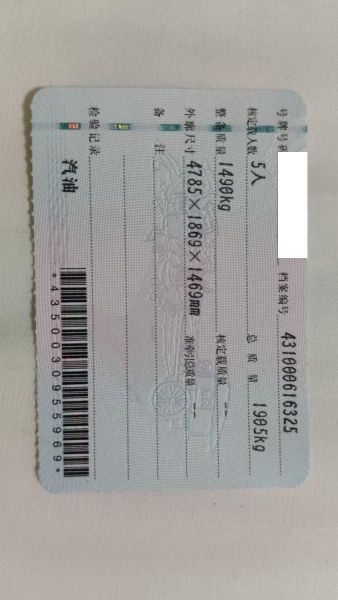 号牌号码 档案编号 431000616325
核定载人数 5人 总质量 1905kg
整备质量 1490kg 核定载质量 --
外廓尺寸 4785×1869×1469mm 准牵引总质量 --
备注
检验记录
汽油
*43500030955969*